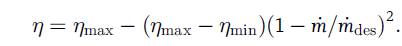 η = η_max − (η_max − η_min)(1 − ṁ/ṁ_des)².